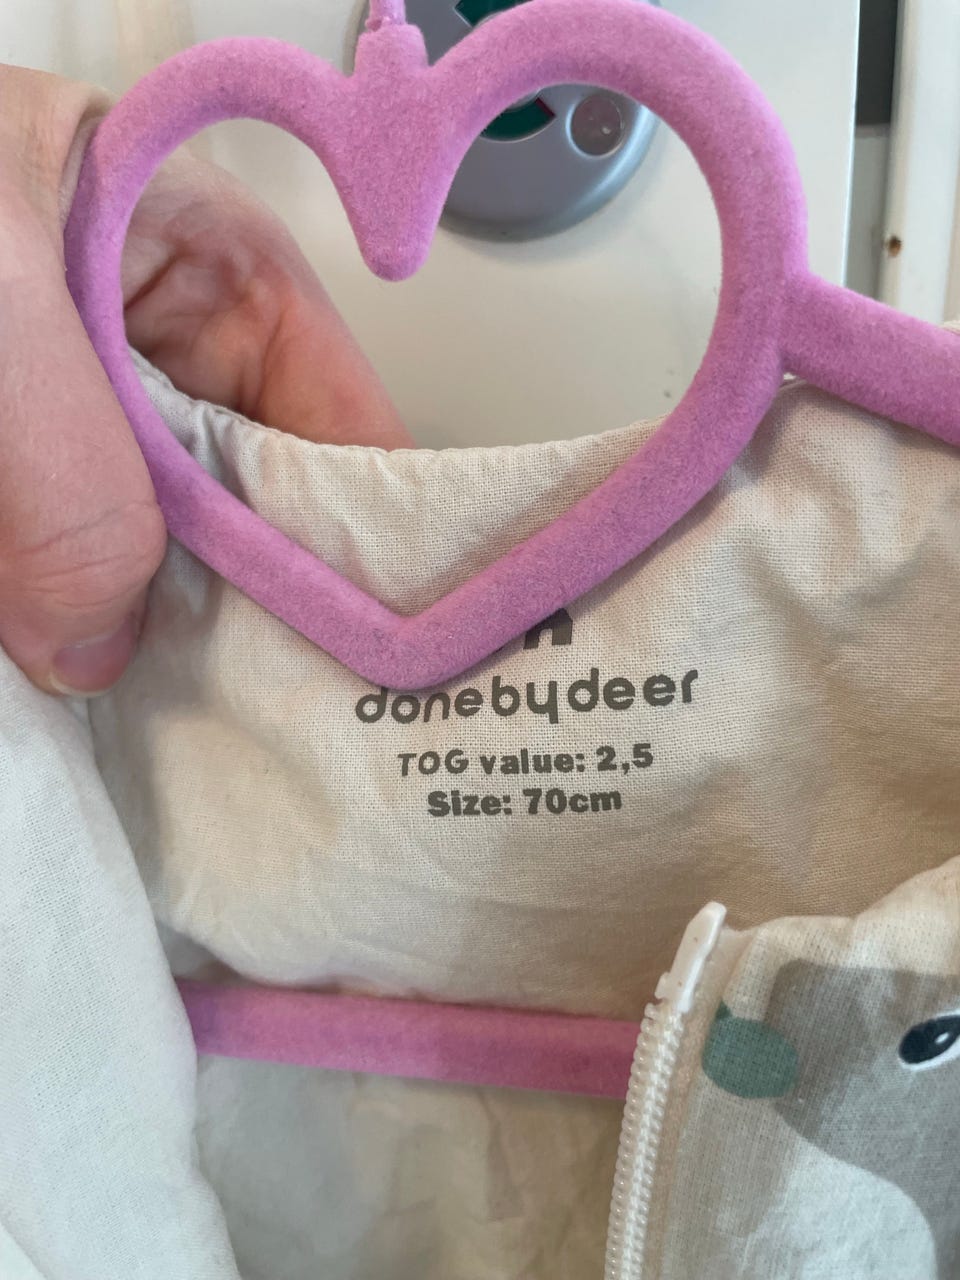 donebydeer
TOG value: 2,5
Size: 70cm